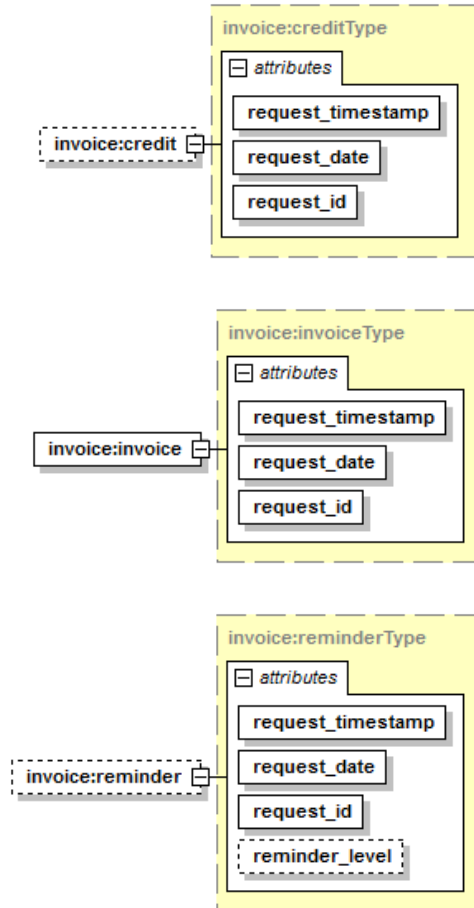 invoice:creditType
attributes
request_timestamp
invoice:credit
request_date
request_id
invoice:invoiceType
attributes
request_timestamp
invoice:invoice
request_date
request_id
invoice:reminderType
attributes
request_timestamp
request_date
invoice:reminder
request_id
reminder_level